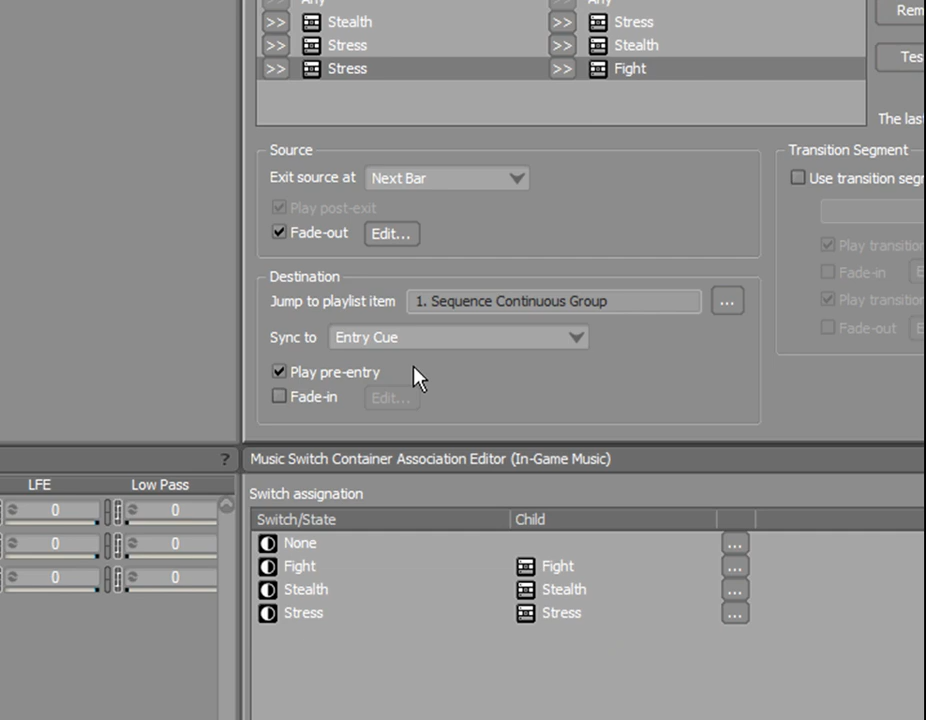 Any Any
>> Stealth >> Stress Rem
>> Stress >> Stealth
>> Stress >> Fight Tes
The las
Source Transition Segment
Exit source at Next Bar Use transition segr
Play post-exit
Fade-out Edit... Play transition
Destination Fade-in E
Jump to playlist item 1. Sequence Continuous Group ... Play transition
Sync to Entry Cue Fade-out E
Play pre-entry
Fade-in Edit...
? Music Switch Container Association Editor (In-Game Music)
LFE Low Pass Switch assignation
0 0 Switch/State Child
0 0 None ...
0 0 Fight Fight ...
Stealth Stealth ...
Stress Stress ...